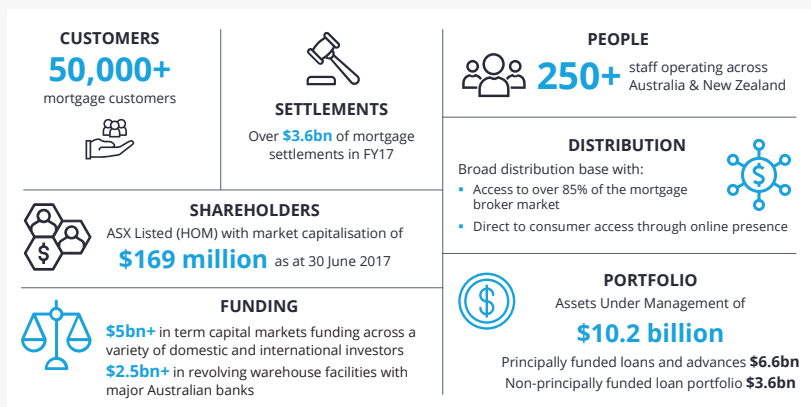 CUSTOMERS
50,000+
mortgage customers
SETTLEMENTS
Over $3.6bn of mortgage
settlements in FY17
SHAREHOLDERS
ASX Listed (HOM) with market capitalisation of
$169 million as at 30 June 2017
$
FUNDING
$5bn+ in term capital markets funding across a
variety of domestic and international investors
$2.5bn+ in revolving warehouse facilities with
major Australian banks
PEOPLE
250+ staff operating across
Australia & New Zealand
DISTRIBUTION
Broad distribution base with:
▪ Access to over 85% of the mortgage
broker market
▪ Direct to consumer access through online presence
$
PORTFOLIO
$
Assets Under Management of
$10.2 billion
Principally funded loans and advances $6.6bn
Non-principally funded loan portfolio $3.6bn